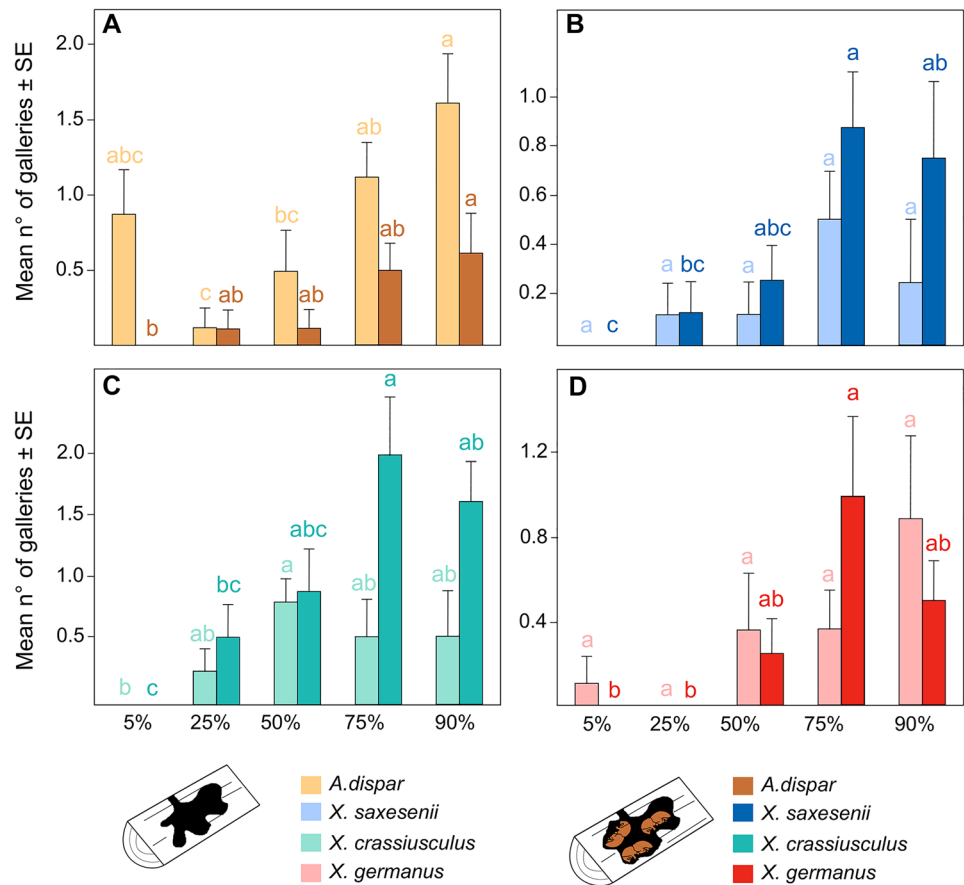 A
Mean n° of galleries ± SE
2.0
1.5
1.0
0.5
abc
b
c
ab
bc
ab
ab
ab
a
a
B
1.0
0.8
0.6
0.4
0.2
a
c
a
bc
a
abc
a
a
a
ab
C
Mean n° of galleries ± SE
2.0
1.5
1.0
0.5
b
c
ab
bc
a
abc
ab
a
ab
ab
5%
25%
50%
75%
90%
D
1.2
0.8
0.4
a
b
a
b
a
ab
a
a
a
ab
5%
25%
50%
75%
90%
A.dispar
X. saxesenii
X. crassiusculus
X. germanus
A.dispar
X. saxesenii
X. crassiusculus
X. germanus